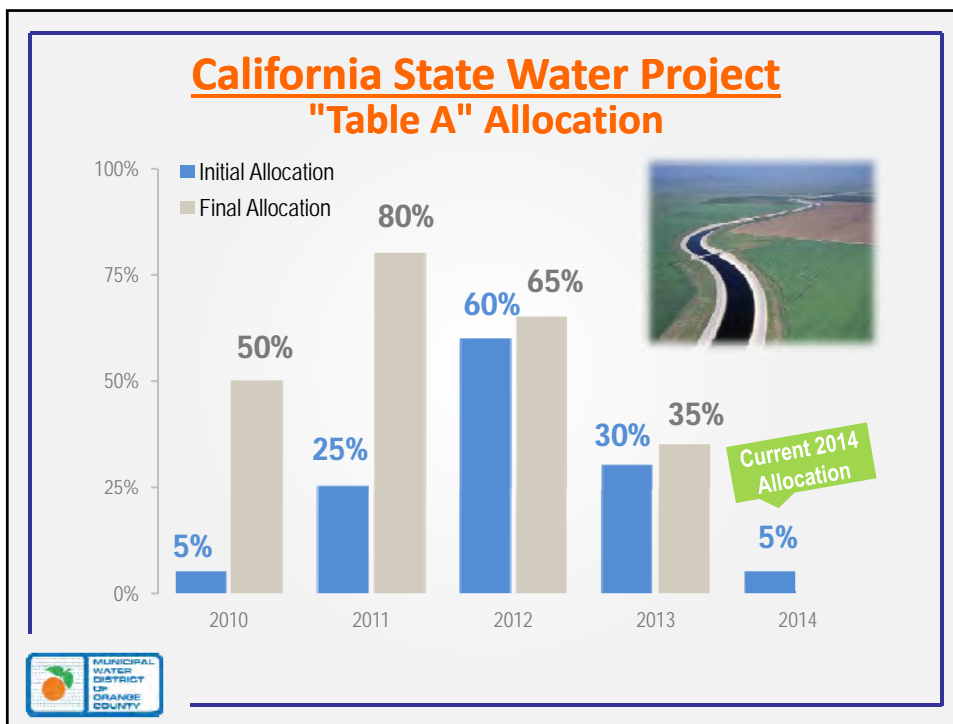 California State Water Project
"Table A" Allocation
100%
75%
50%
25%
0%
Initial Allocation
Final Allocation
5%
50%
25%
80%
60%
65%
30%
35%
5%
Current 2014
Allocation
2010
2011
2012
2013
2014
MUNICIPAL
WATER
DISTRICT
OF
ORANGE
COUNTY